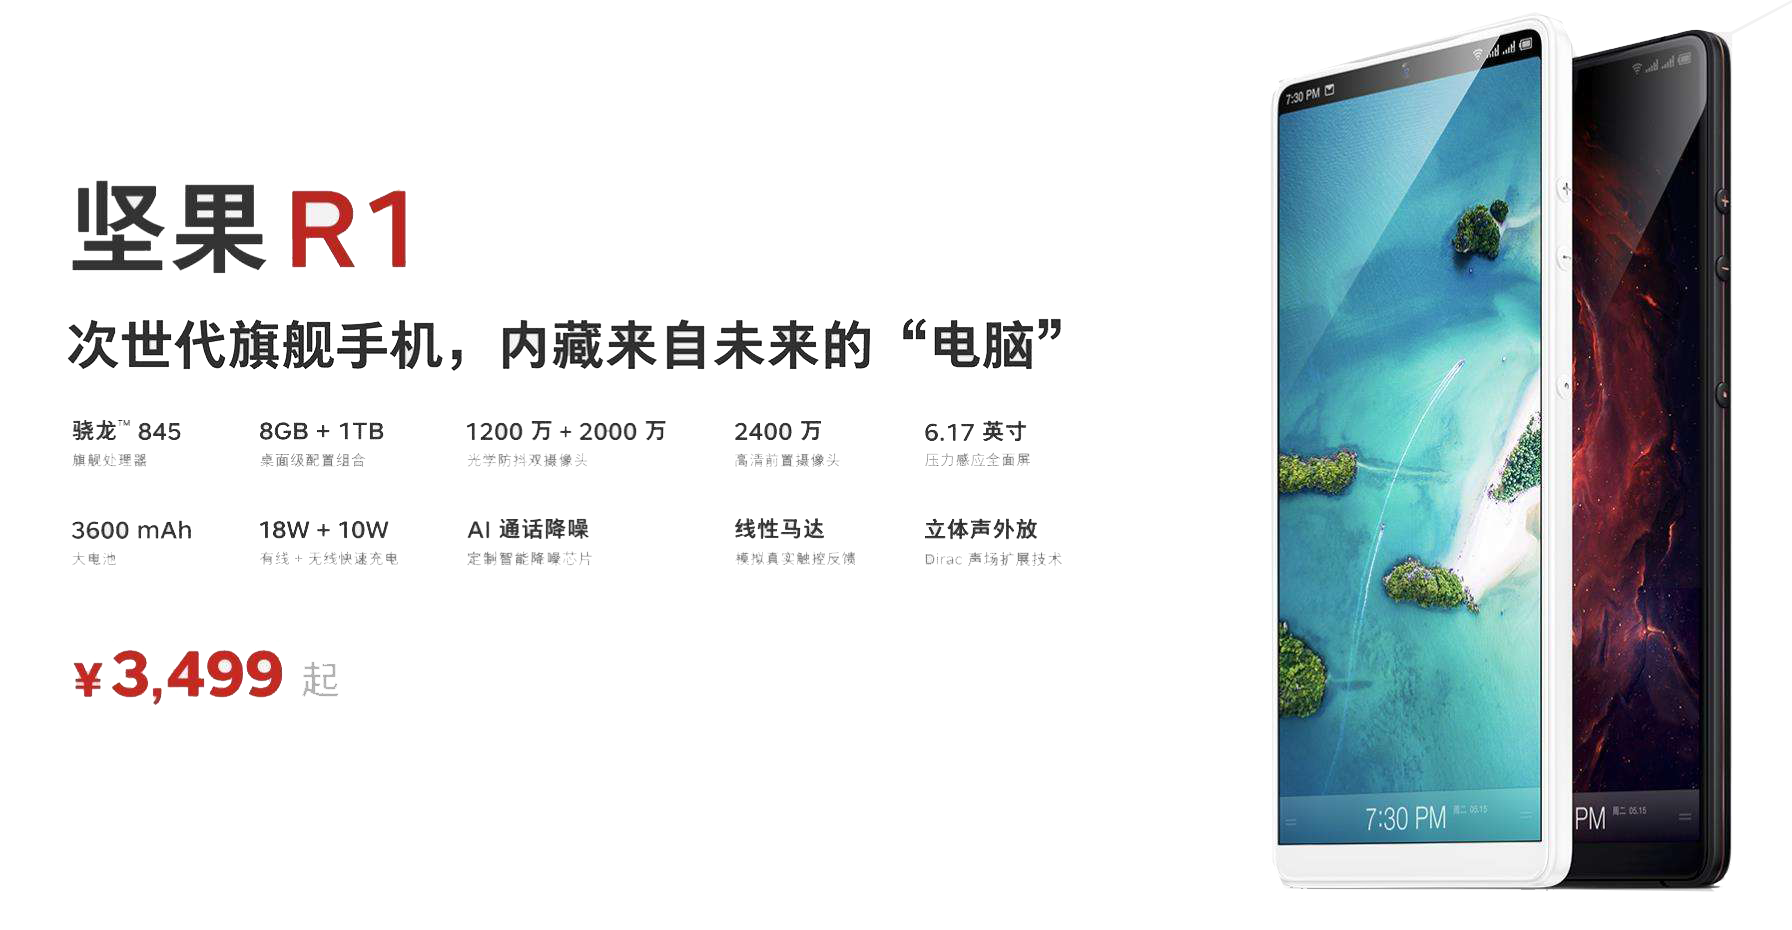 坚果 R1
次世代旗舰手机，内藏来自未来的“电脑”
骁龙™ 845
旗舰处理器
8GB + 1TB
桌面级配置组合
1200 万 + 2000 万
光学防抖双摄像头
2400 万
高清前置摄像头
6.17 英寸
压力感应全面屏
3600 mAh
大电池
18W + 10W
有线 + 无线快速充电
AI 通话降噪
定制智能降噪芯片
线性马达
模拟真实触控反馈
立体声外放
Dirac 声场扩展技术
¥3,499 起
7:30 PM
7:30 PM 周二 05.15
PM 周二 05.15